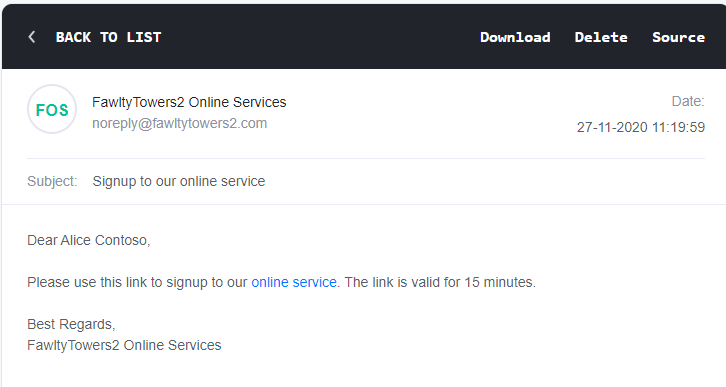 BACK TO LIST Download Delete Source
FOS FawltyTowers2 Online Services Date:
noreply@fawltytowers2.com 27-11-2020 11:19:59
Subject: Signup to our online service
Dear Alice Contoso,
Please use this link to signup to our online service. The link is valid for 15 minutes.
Best Regards,
FawltyTowers2 Online Services